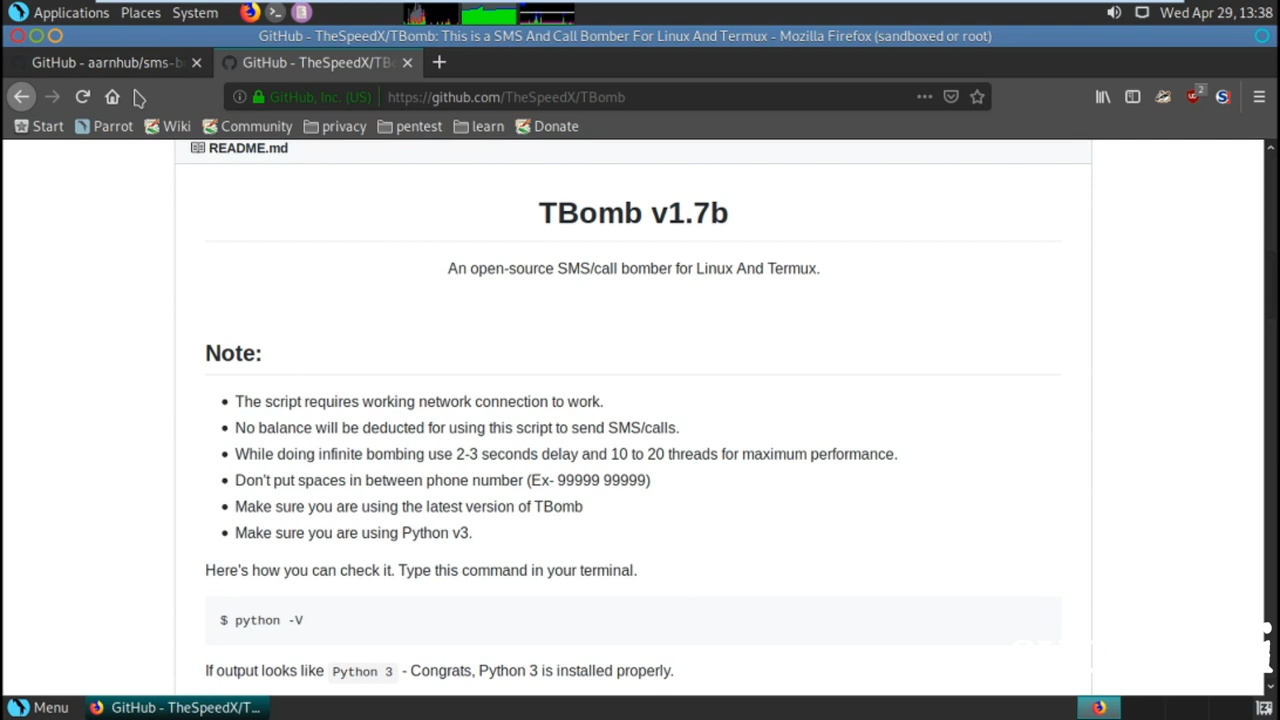 Applications Places System Wed Apr 29, 13:38
GitHub - TheSpeedX/TBomb: This is a SMS And Call Bomber For Linux And Termux - Mozilla Firefox (sandboxed or root)
GitHub - aarnhub/sms-b GitHub - TheSpeedX/TB
GitHub, Inc. (US) https://github.com/TheSpeedX/TBomb 2
Start Parrot Wiki Community privacy pentest learn Donate
README.md
TBomb v1.7b
An open-source SMS/call bomber for Linux And Termux.
Note:
The script requires working network connection to work.
No balance will be deducted for using this script to send SMS/calls.
While doing infinite bombing use 2-3 seconds delay and 10 to 20 threads for maximum performance.
Don't put spaces in between phone number (Ex- 99999 99999)
Make sure you are using the latest version of TBomb
Make sure you are using Python v3.
Here's how you can check it. Type this command in your terminal.
$ python -V
If output looks like Python 3 - Congrats, Python 3 is installed properly.
Menu GitHub - TheSpeedX/T...